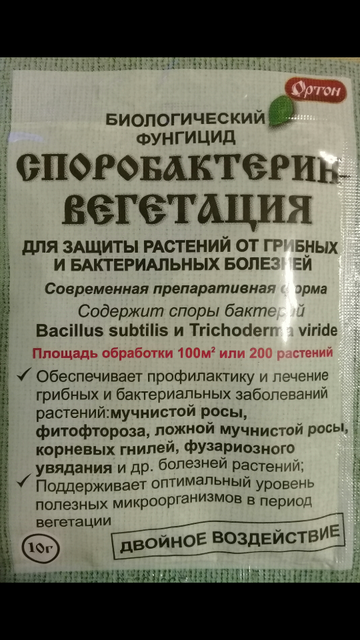 Ортон
БИОЛОГИЧЕСКИЙ
ФУНГИЦИД
СПОРОБАКТЕРИН-
ВЕГЕТАЦИЯ
ДЛЯ ЗАЩИТЫ РАСТЕНИЙ ОТ ГРИБНЫХ
И БАКТЕРИАЛЬНЫХ БОЛЕЗНЕЙ
Современная препаративная форма
Содержит споры бактерий
Bacillus subtilis и Trichoderma viride
Площадь обработки 100м² или 200 растений
✓ Обеспечивает профилактику и лечение
грибных и бактериальных заболеваний
растений:мучнистой росы,
фитофтороза, ложной мучнистой росы,
корневых гнилей, фузариозного
увядания и др. болезней растений;
✓ Поддерживает оптимальный уровень
полезных микроорганизмов в период
вегетации
10г
ДВОЙНОЕ ВОЗДЕЙСТВИЕ